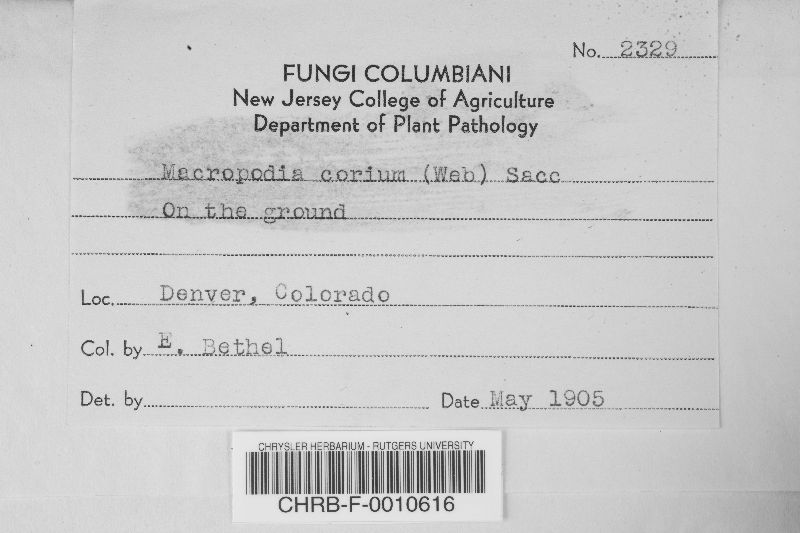 No. 2329
FUNGI COLUMBIANI
New Jersey College of Agriculture
Department of Plant Pathology
Macropodia corium (Web) Sacc
On the ground
Loc. Denver, Colorado
Col. by E. Bethel
Det. by
Date May 1905
CHRYSLER HERBARIUM - RUTGERS UNIVERSITY
CHRB-F-0010616